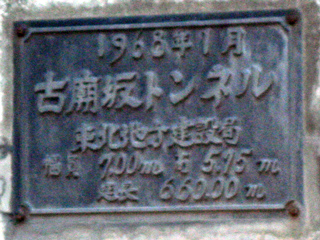 1968年1月
古廟坂トンネル
東北地方建設局
幅員 7.00m 高 5.15m
延長 660.00m